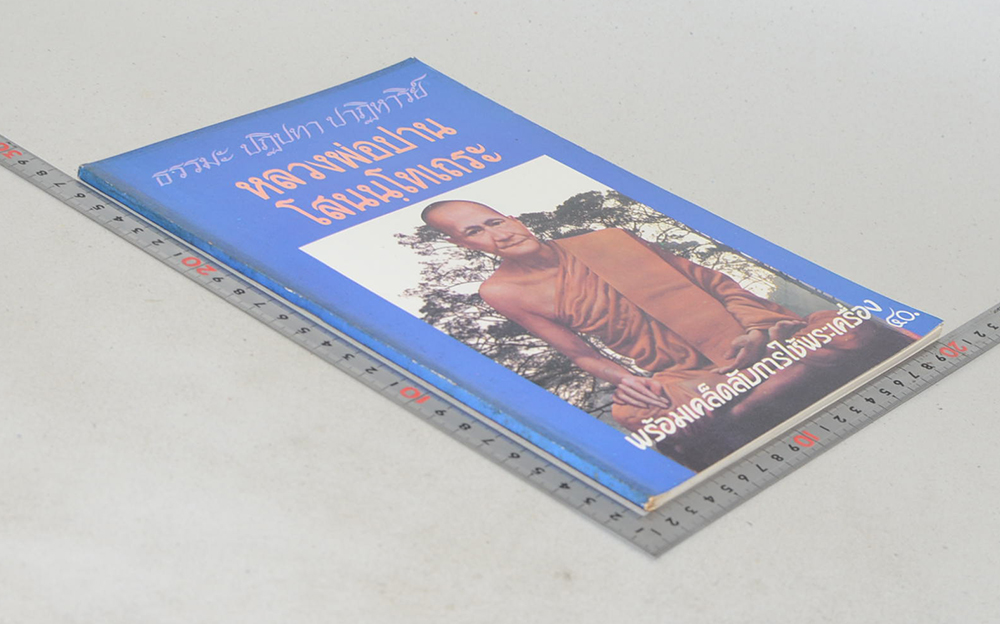 ธรรมะ ปฏิปทา ปาฏิหาริย์
หลวงพ่อปาน
โสนนฺโทเถระ
พร้อมเคล็ดลับการใช้พระเครื่อง
๔๐.